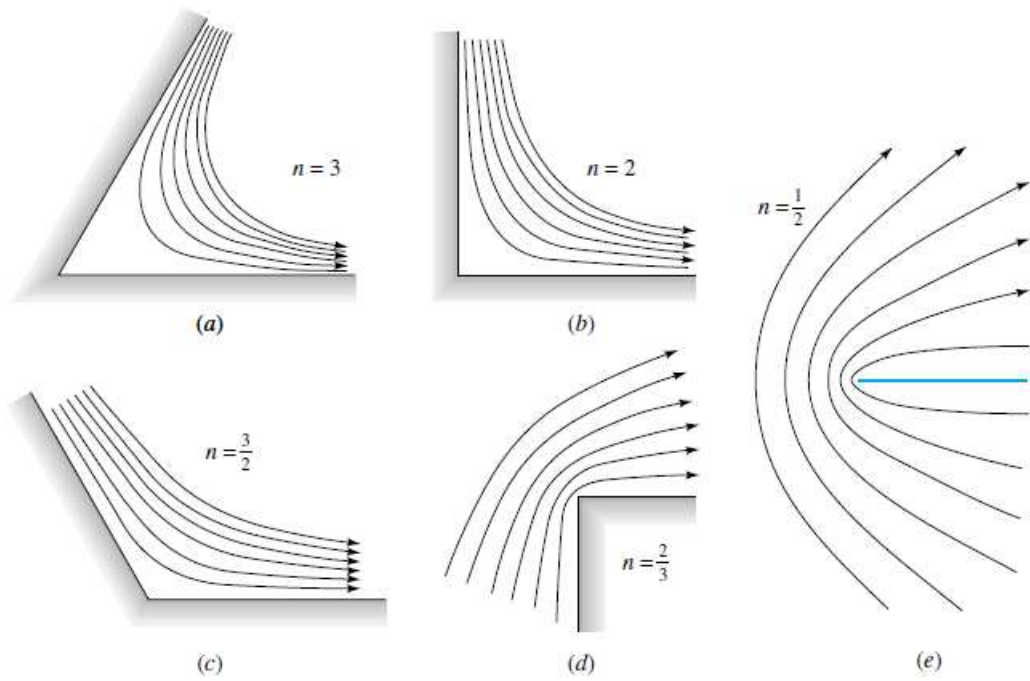 n = 3
(a)
n = 2
(b)
n = 3/2
(c)
n = 2/3
(d)
n = 1/2
(e)